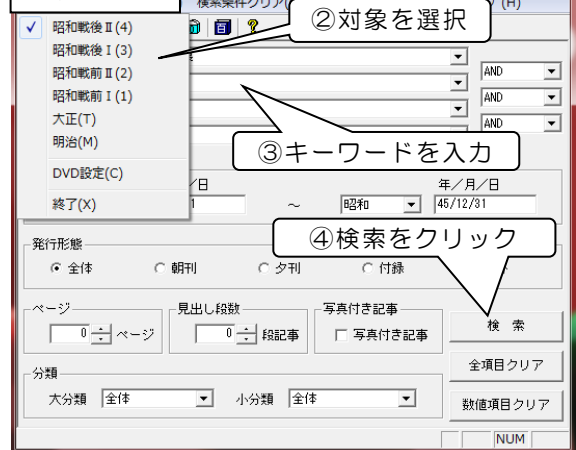 検索条件クリア(
(H)
②対象を選択
✓ 昭和戦後Ⅱ(4)
昭和戦後Ⅰ(3)
昭和戦前Ⅱ(2)
昭和戦前Ⅰ(1)
大正(T)
明治(M)
DVD設定(C)
終了(X)
AND
AND
AND
③キーワードを入力
／日 年／月／日
1 ～ 昭和 45/12/31
④検索をクリック
発行形態
全体 朝刊 夕刊 付録
ページ 見出し段数 写真付き記事
0 ページ 0 段記事 写真付き記事
検 索
全項目クリア
分類
大分類 全体 小分類 全体
数値項目クリア
NUM